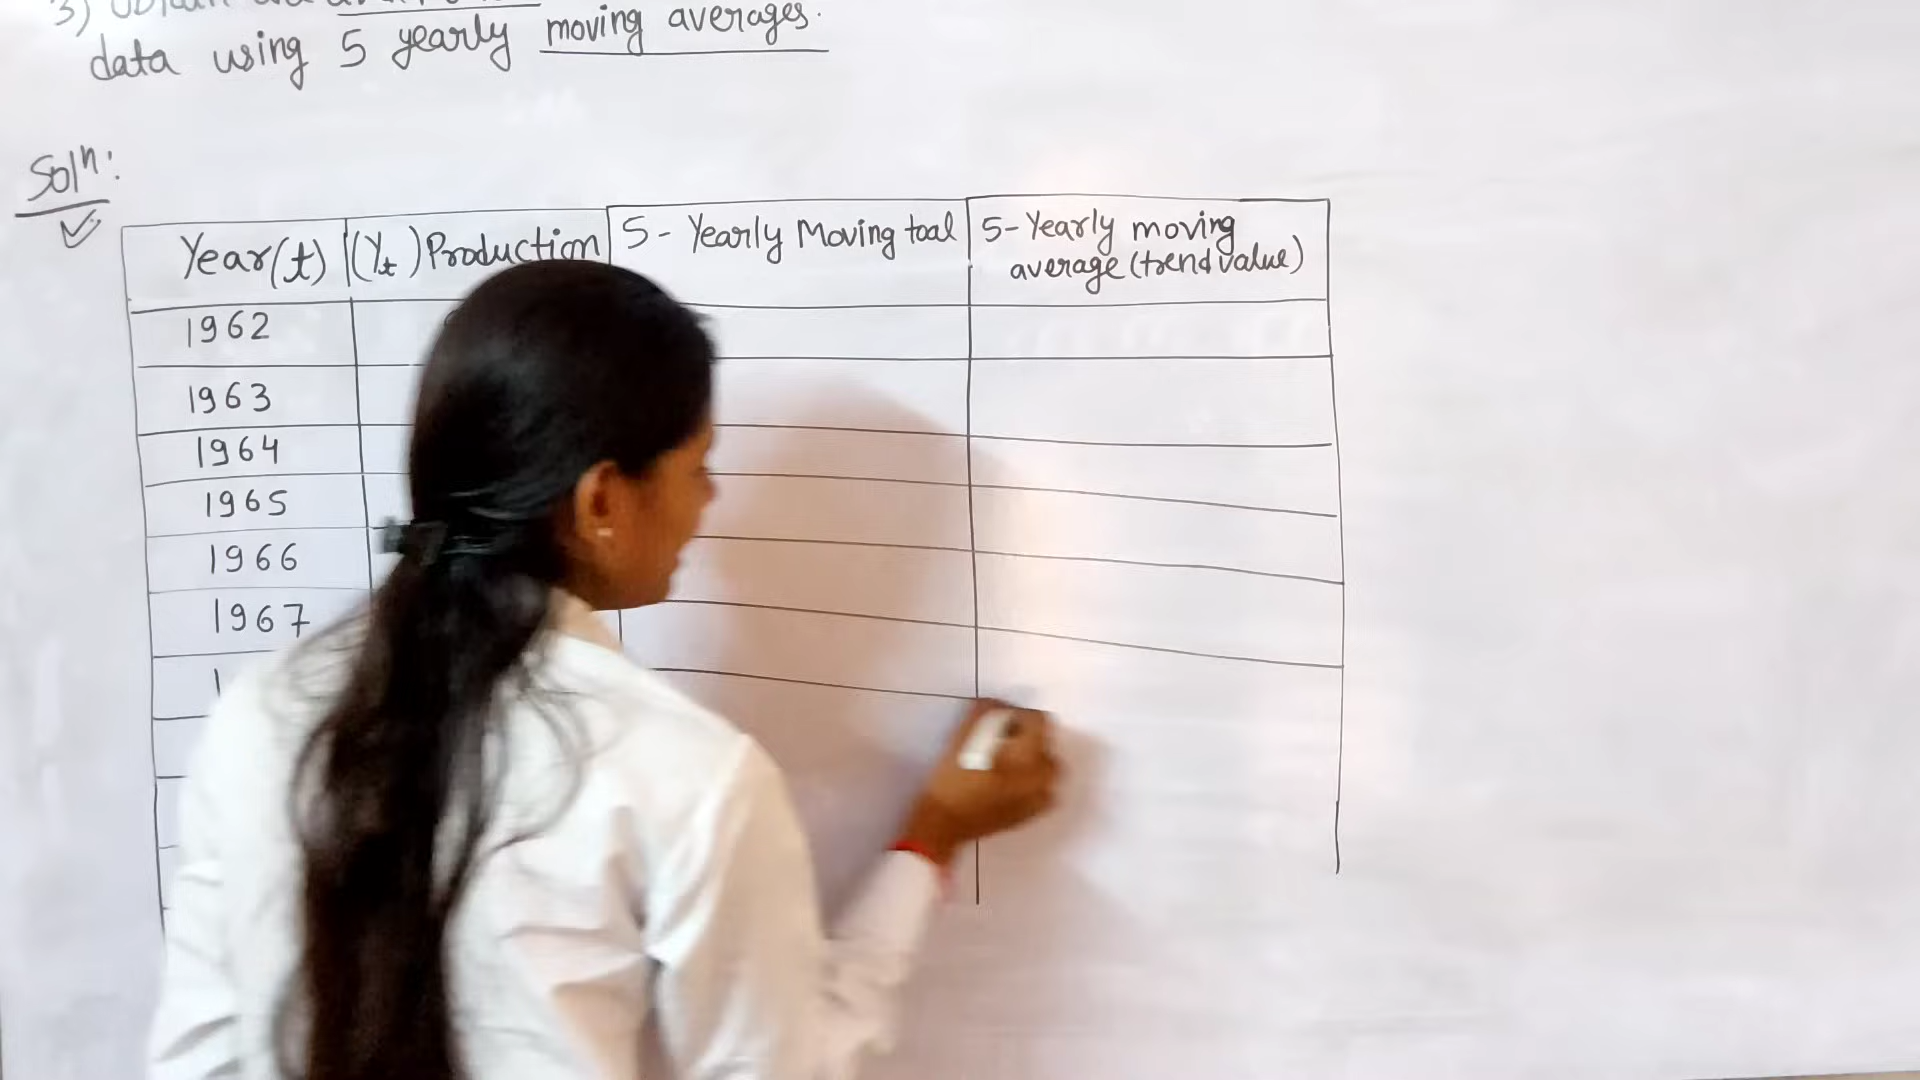 3)
data using 5 yearly moving averages.
Solⁿ:
Year(t) (Yt) Production 5- Yearly Moving toal 5-Yearly moving average (trend value)
1962
1963
1964
1965
1966
1967